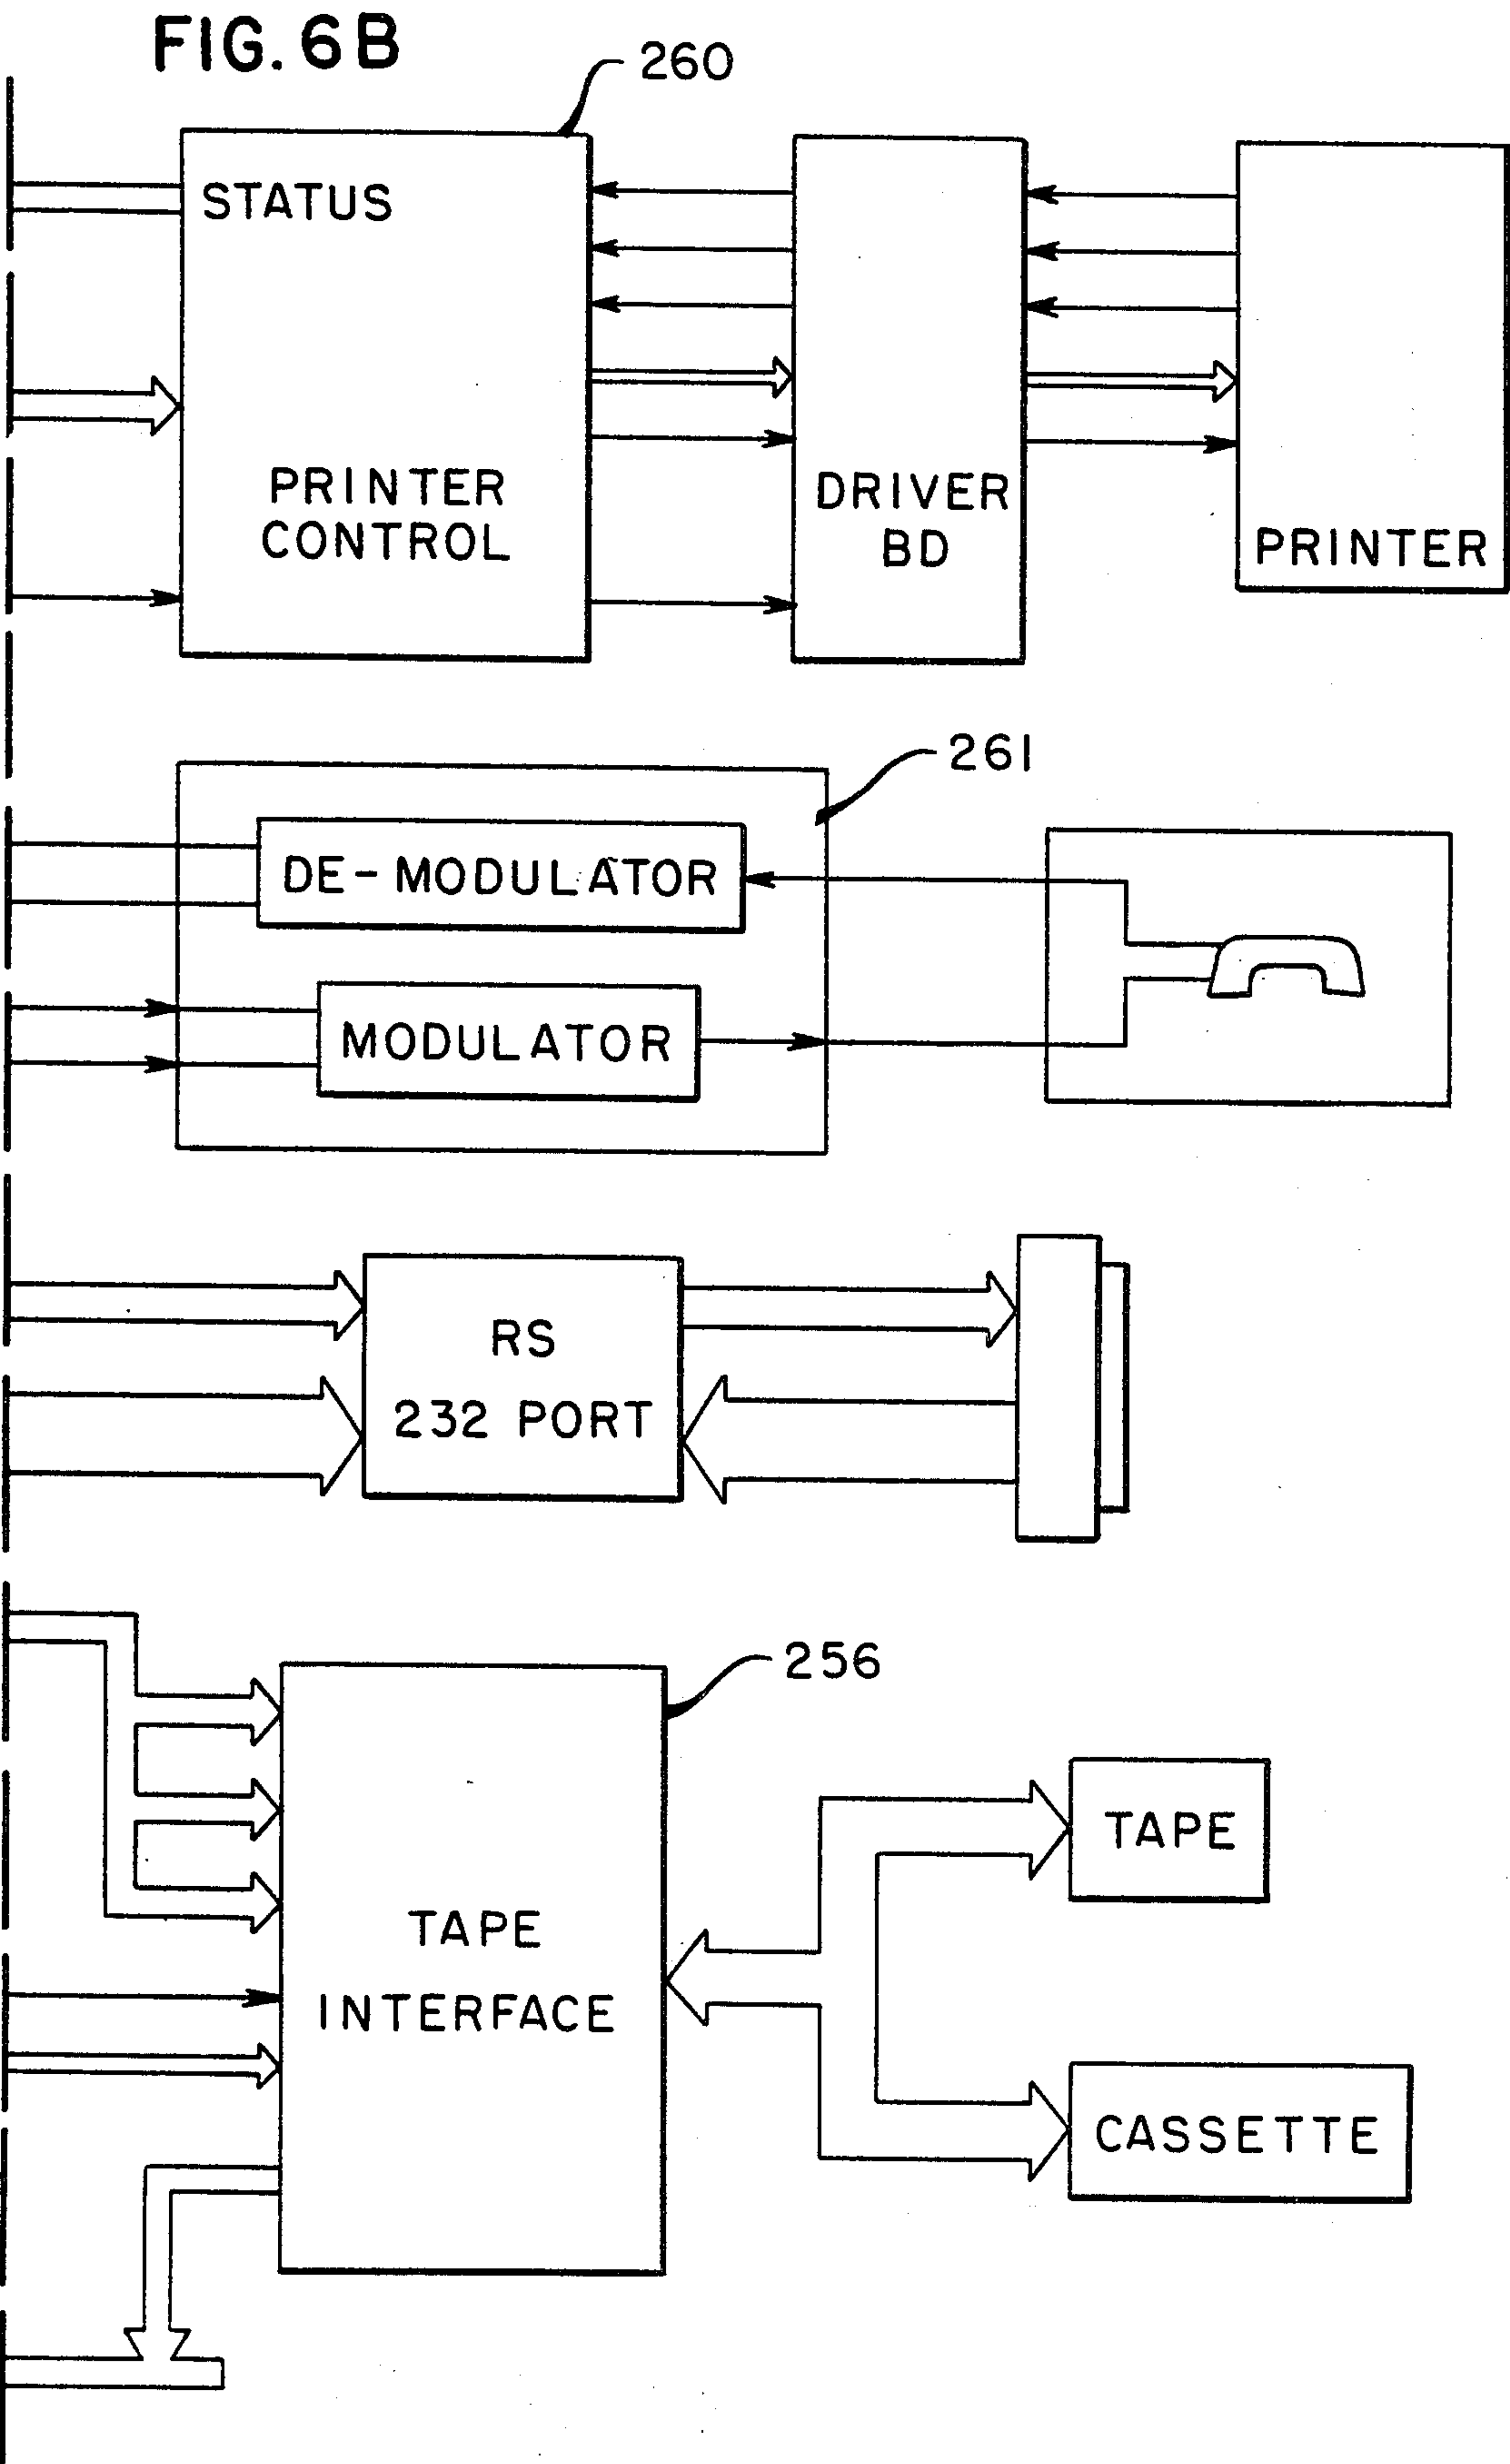 FIG. 6B
260
STATUS
PRINTER
CONTROL
DRIVER
BD
PRINTER
261
DE-MODULATOR
MODULATOR
RS
232 PORT
256
TAPE
INTERFACE
TAPE
CASSETTE